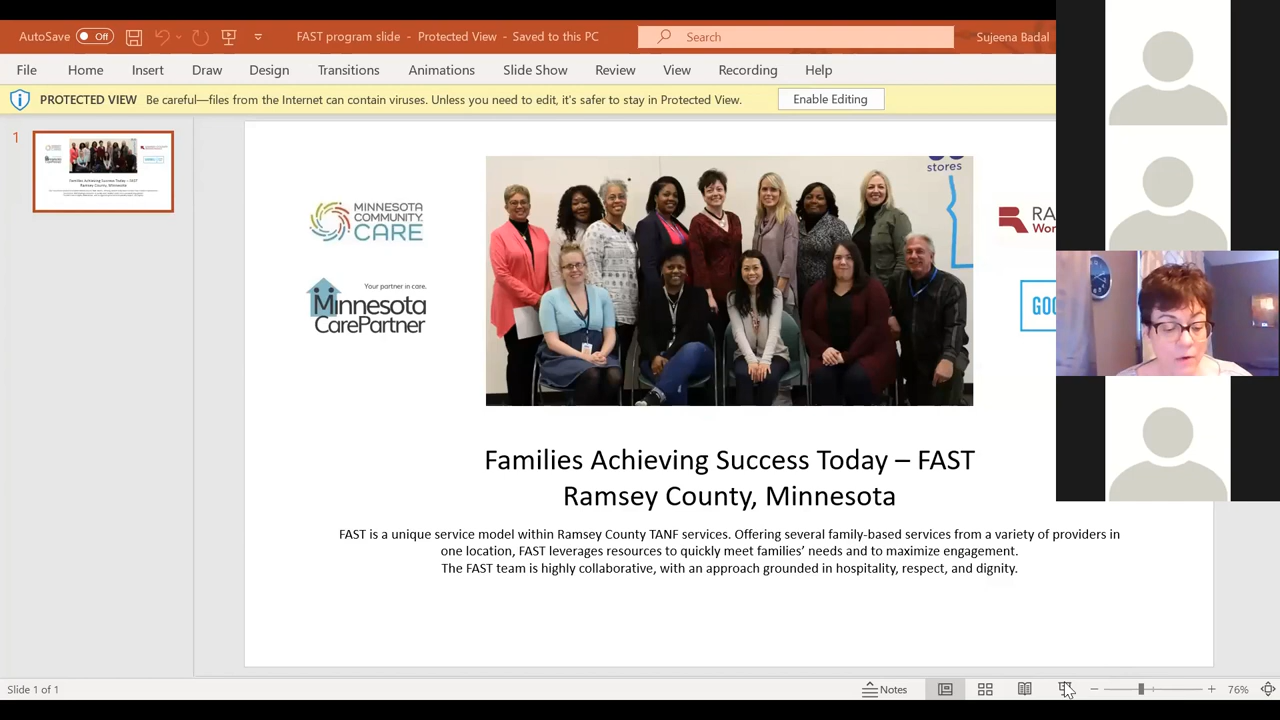 AutoSave Off FAST program slide - Protected View - Saved to this PC Search Sujeena Badal
File Home Insert Draw Design Transitions Animations Slide Show Review View Recording Help
PROTECTED VIEW Be careful—files from the Internet can contain viruses. Unless you need to edit, it's safer to stay in Protected View. Enable Editing
1
stores
MINNESOTA
COMMUNITY
CARE
RA
Wor
Your partner in care.
Minnesota
CarePartner
GOO
Families Achieving Success Today – FAST
Ramsey County, Minnesota
FAST is a unique service model within Ramsey County TANF services. Offering several family-based services from a variety of providers in
one location, FAST leverages resources to quickly meet families’ needs and to maximize engagement.
The FAST team is highly collaborative, with an approach grounded in hospitality, respect, and dignity.
Slide 1 of 1 Notes 76%